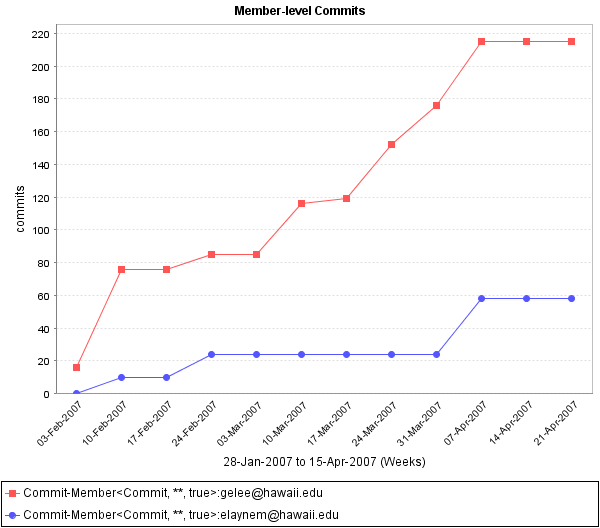 Member-level Commits
220
200
180
160
140
120
100
80
60
40
20
0
commits
03-Feb-2007
10-Feb-2007
17-Feb-2007
24-Feb-2007
03-Mar-2007
10-Mar-2007
17-Mar-2007
24-Mar-2007
31-Mar-2007
07-Apr-2007
14-Apr-2007
21-Apr-2007
28-Jan-2007 to 15-Apr-2007 (Weeks)
Commit-Member<Commit, **, true>:gelee@hawaii.edu
Commit-Member<Commit, **, true>:elaynem@hawaii.edu